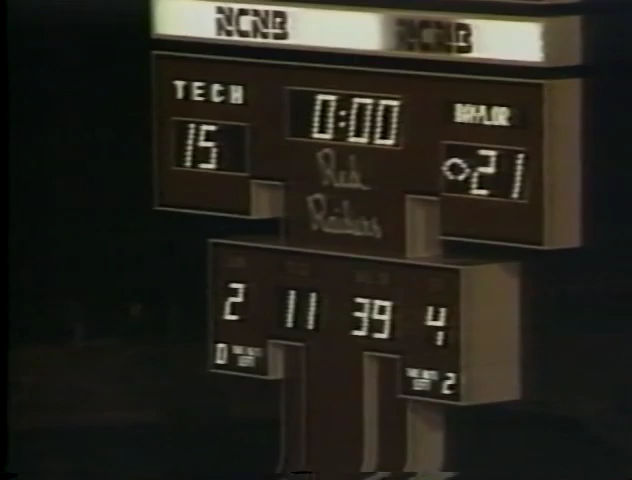 NCNB NCNB
TECH 0:00 BAYLOR
15 21
Red
Raiders
2 11 39 4
0 2